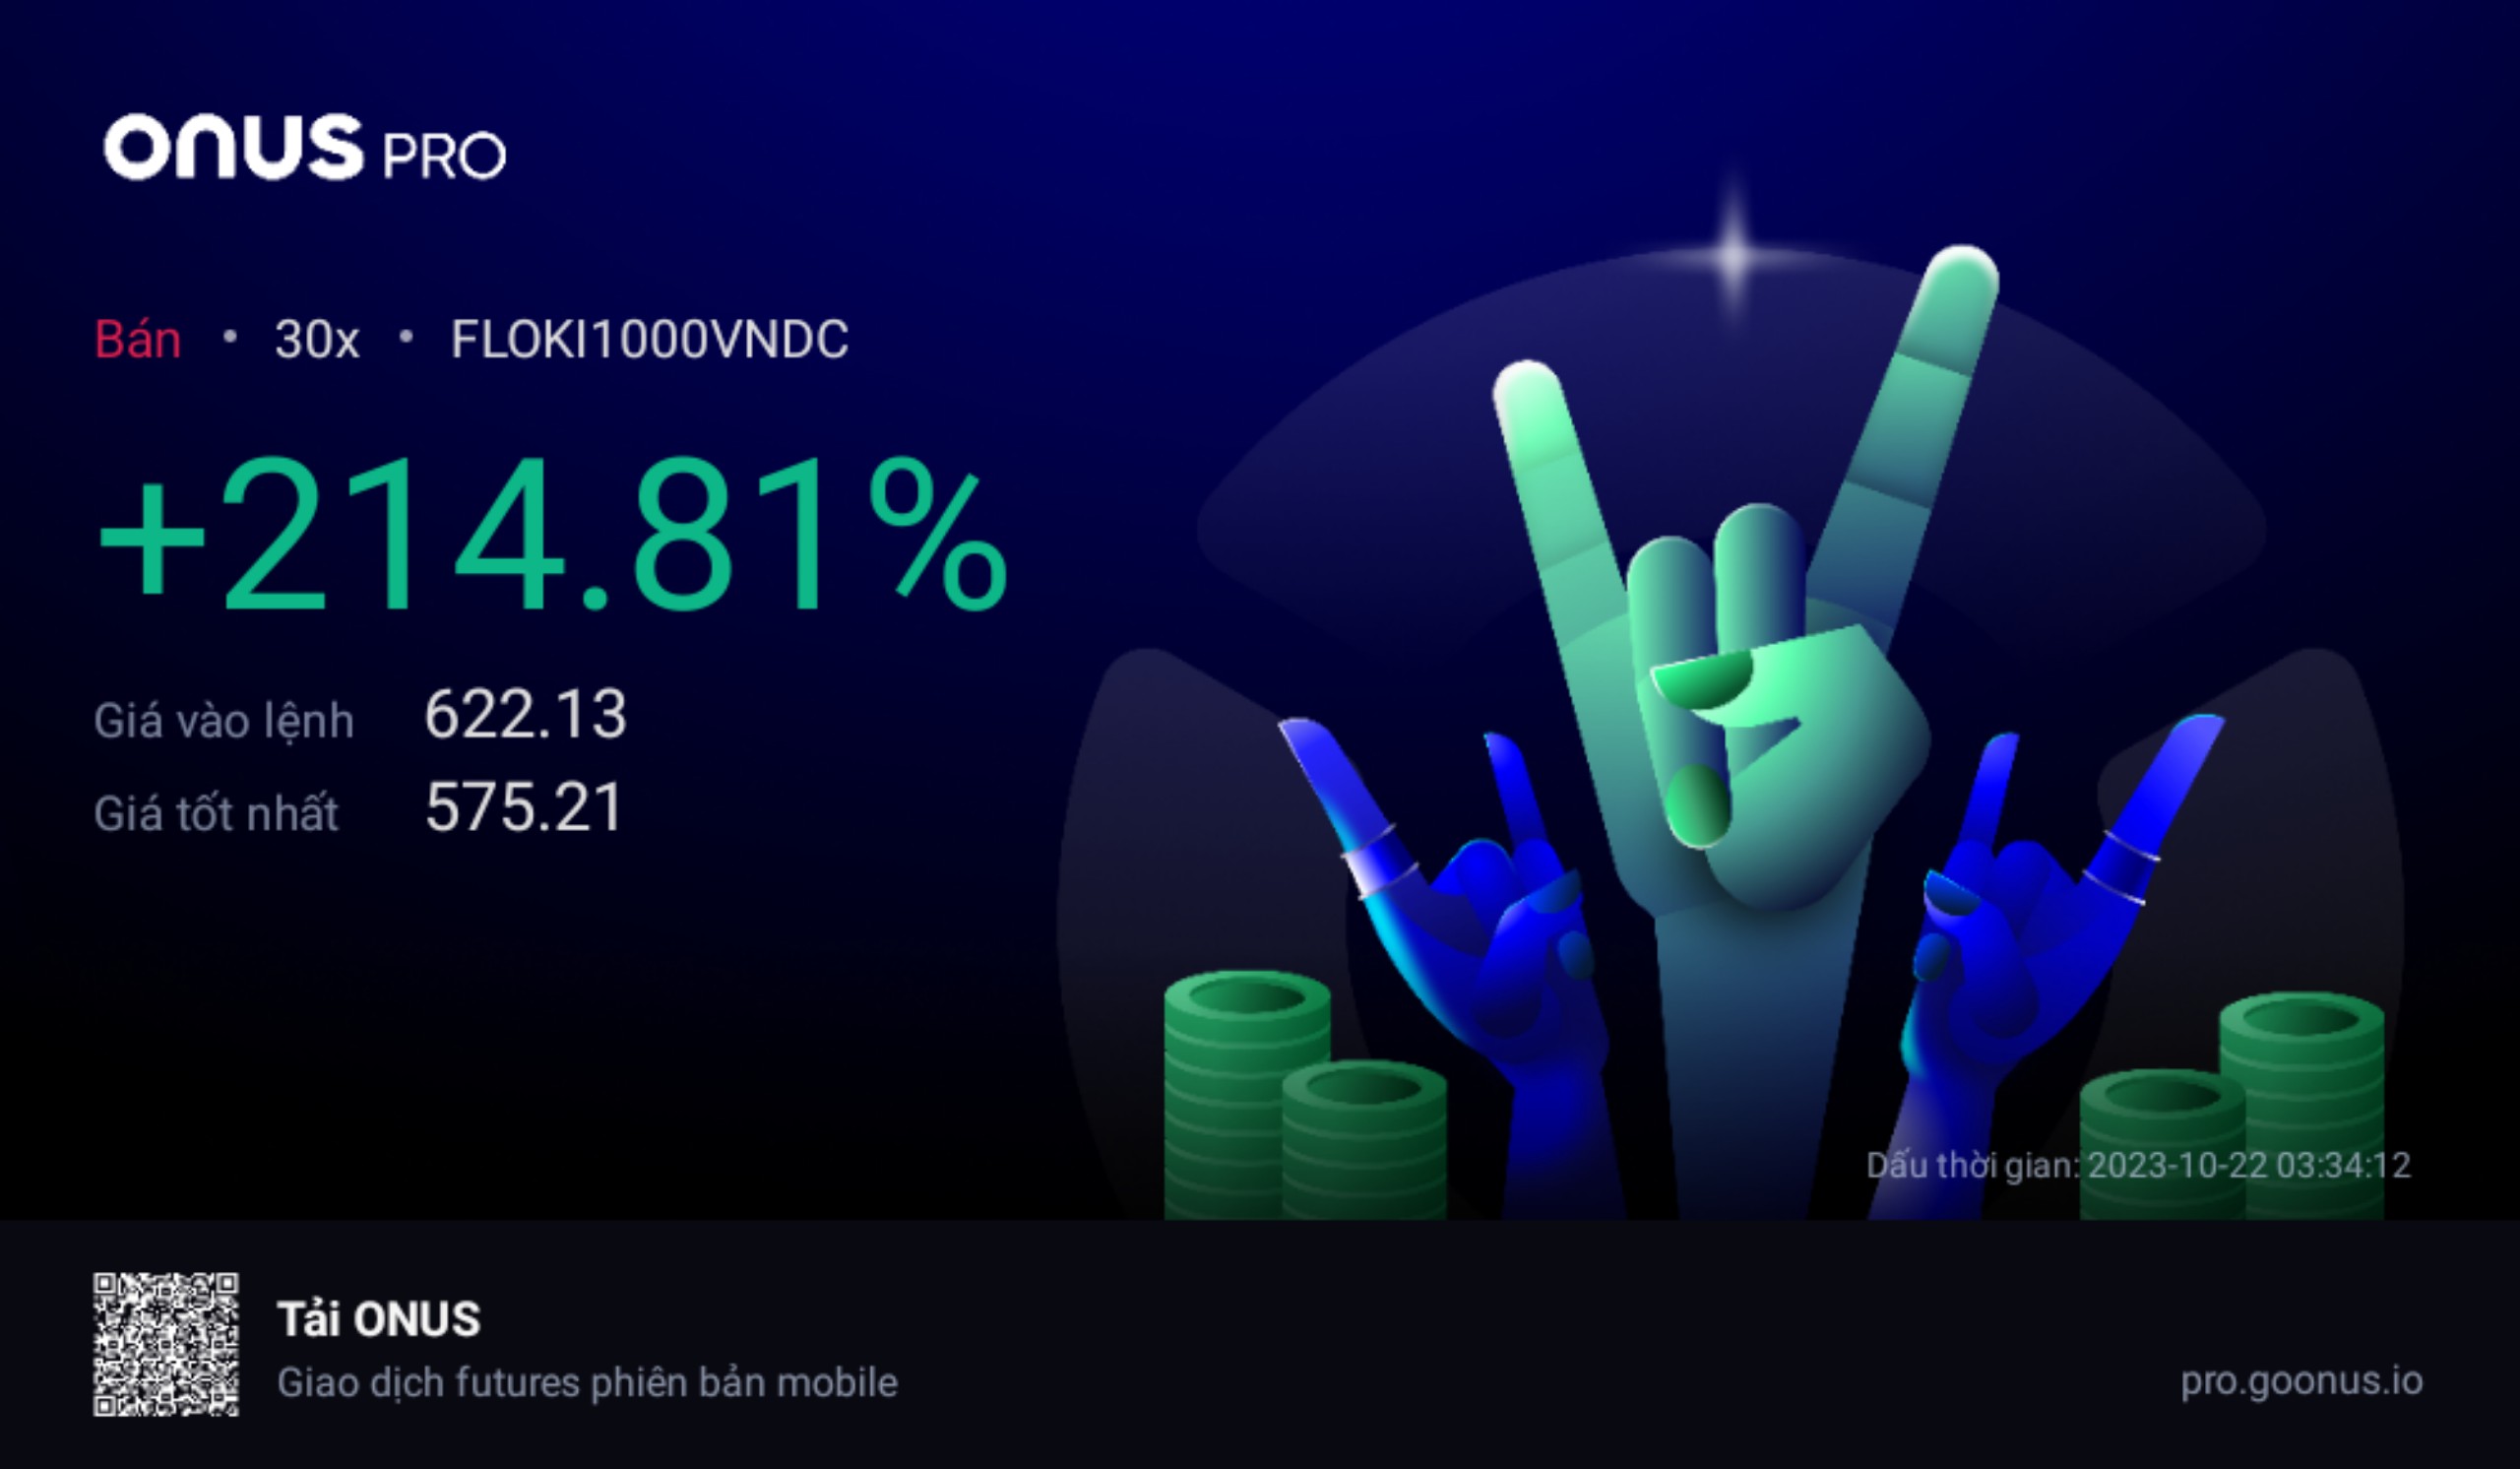 onus PRO
Bán • 30x • FLOKI1000VNDC
+214.81%
Giá vào lệnh 622.13
Giá tốt nhất 575.21
Dấu thời gian: 2023-10-22 03:34:12
Tải ONUS
Giao dịch futures phiên bản mobile
pro.goonus.io